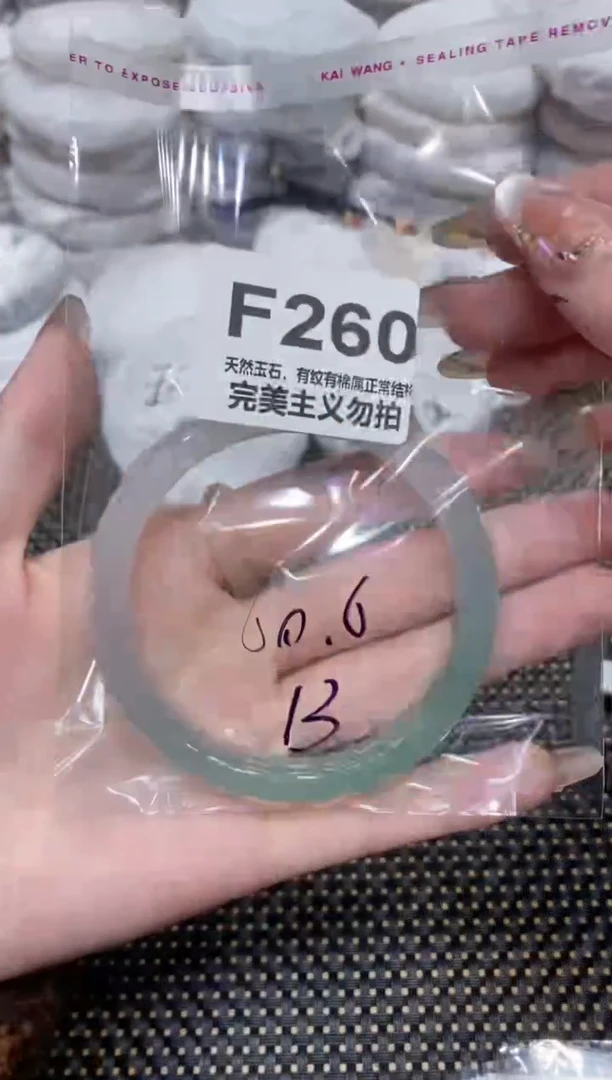 ER TO EXPOSE
KAI WANG • SEALING TAPE REMOV
F260
天然玉石，有纹有棉属正常结构
完美主义勿拍
60.6
13